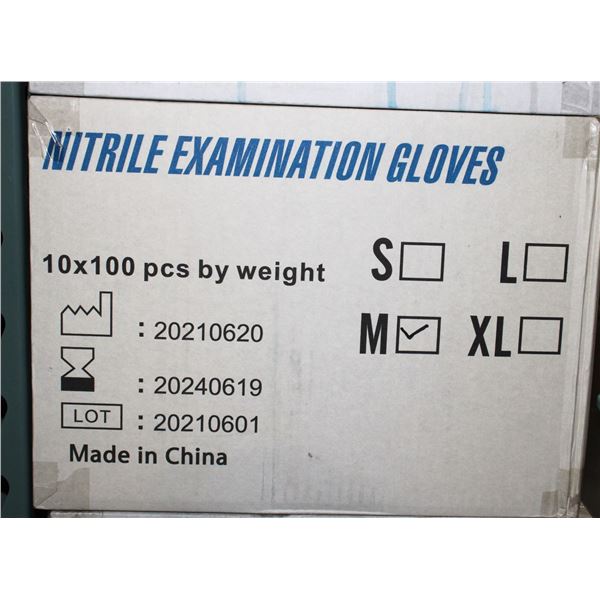 NITRILE EXAMINATION GLOVES
10x100 pcs by weight
S L
M XL
: 20210620
: 20240619
LOT : 20210601
Made in China